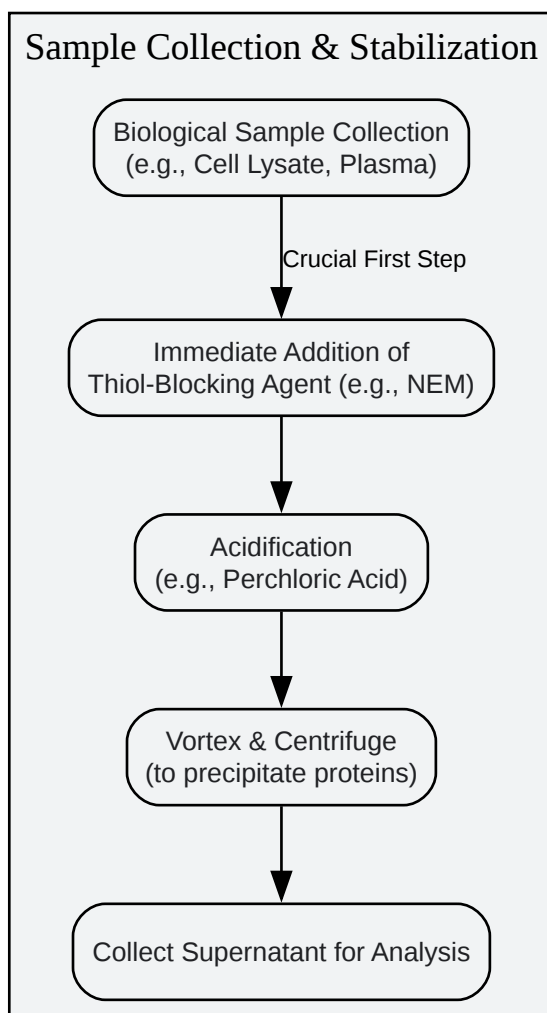 Sample Collection & Stabilization
Biological Sample Collection
(e.g., Cell Lysate, Plasma)
Crucial First Step
Immediate Addition of
Thiol-Blocking Agent (e.g., NEM)
Acidification
(e.g., Perchloric Acid)
Vortex & Centrifuge
(to precipitate proteins)
Collect Supernatant for Analysis